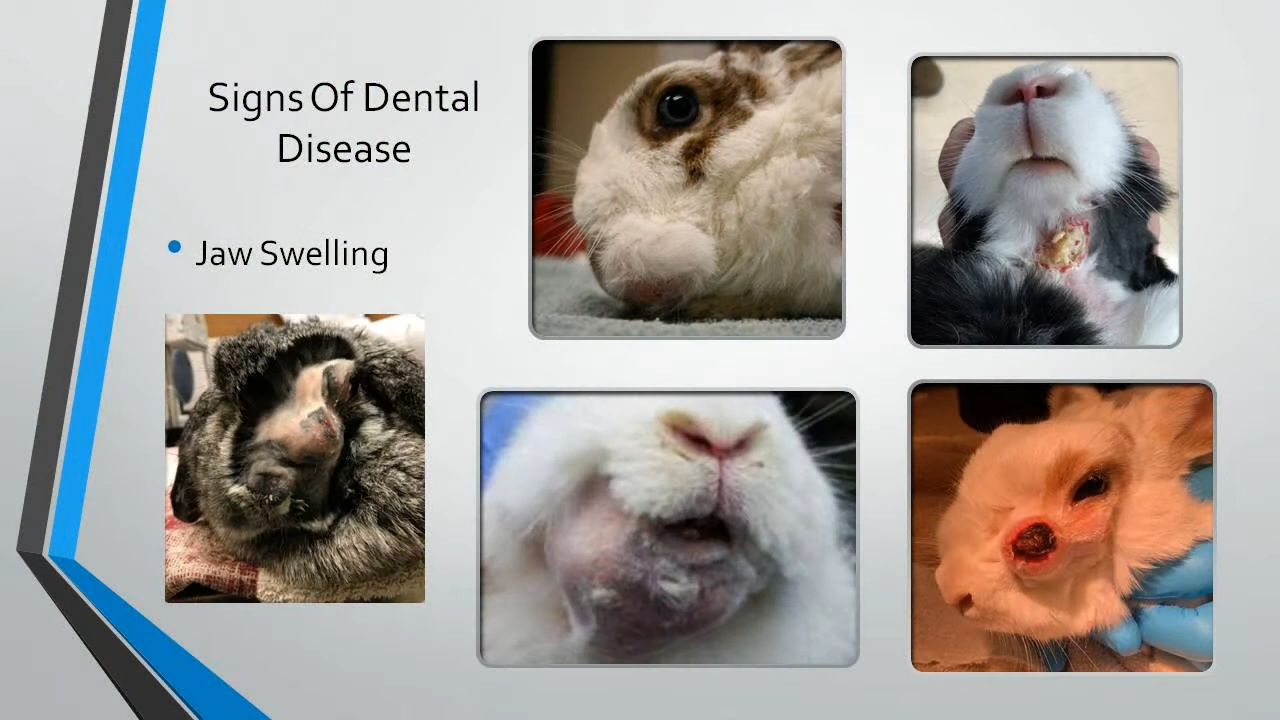 Signs Of Dental
Disease
• Jaw Swelling